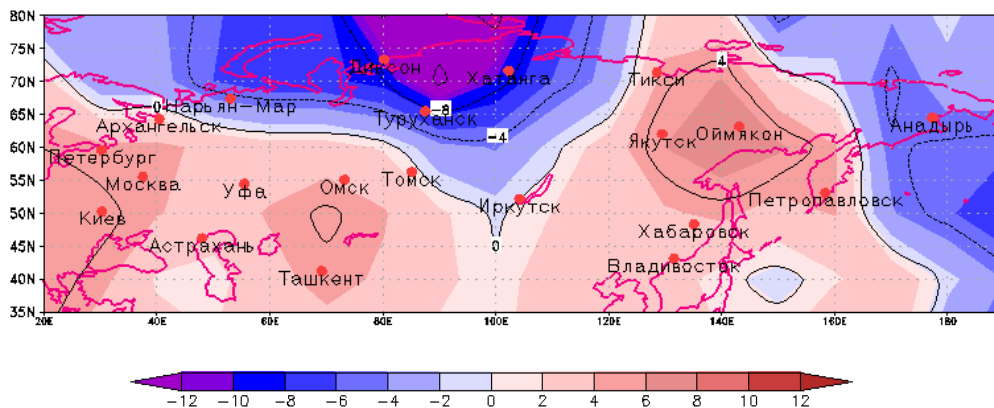 80N
75N
70N
65N
60N
55N
50N
45N
40N
35N
Диксон
Хатанга
Тикси
4
0
Нарьян-Мар
-8
Туруханск
Архангельск
-4
Якутск
Оймякон
Анадырь
Петербург
Москва
Уфа
Омск
Томск
Иркутск
Петропавловск
Киев
Астрахань
0
Хабаровск
Ташкент
Владивосток
20E 40E 60E 80E 100E 120E 140E 160E 180
-12 -10 -8 -6 -4 -2 0 2 4 6 8 10 12